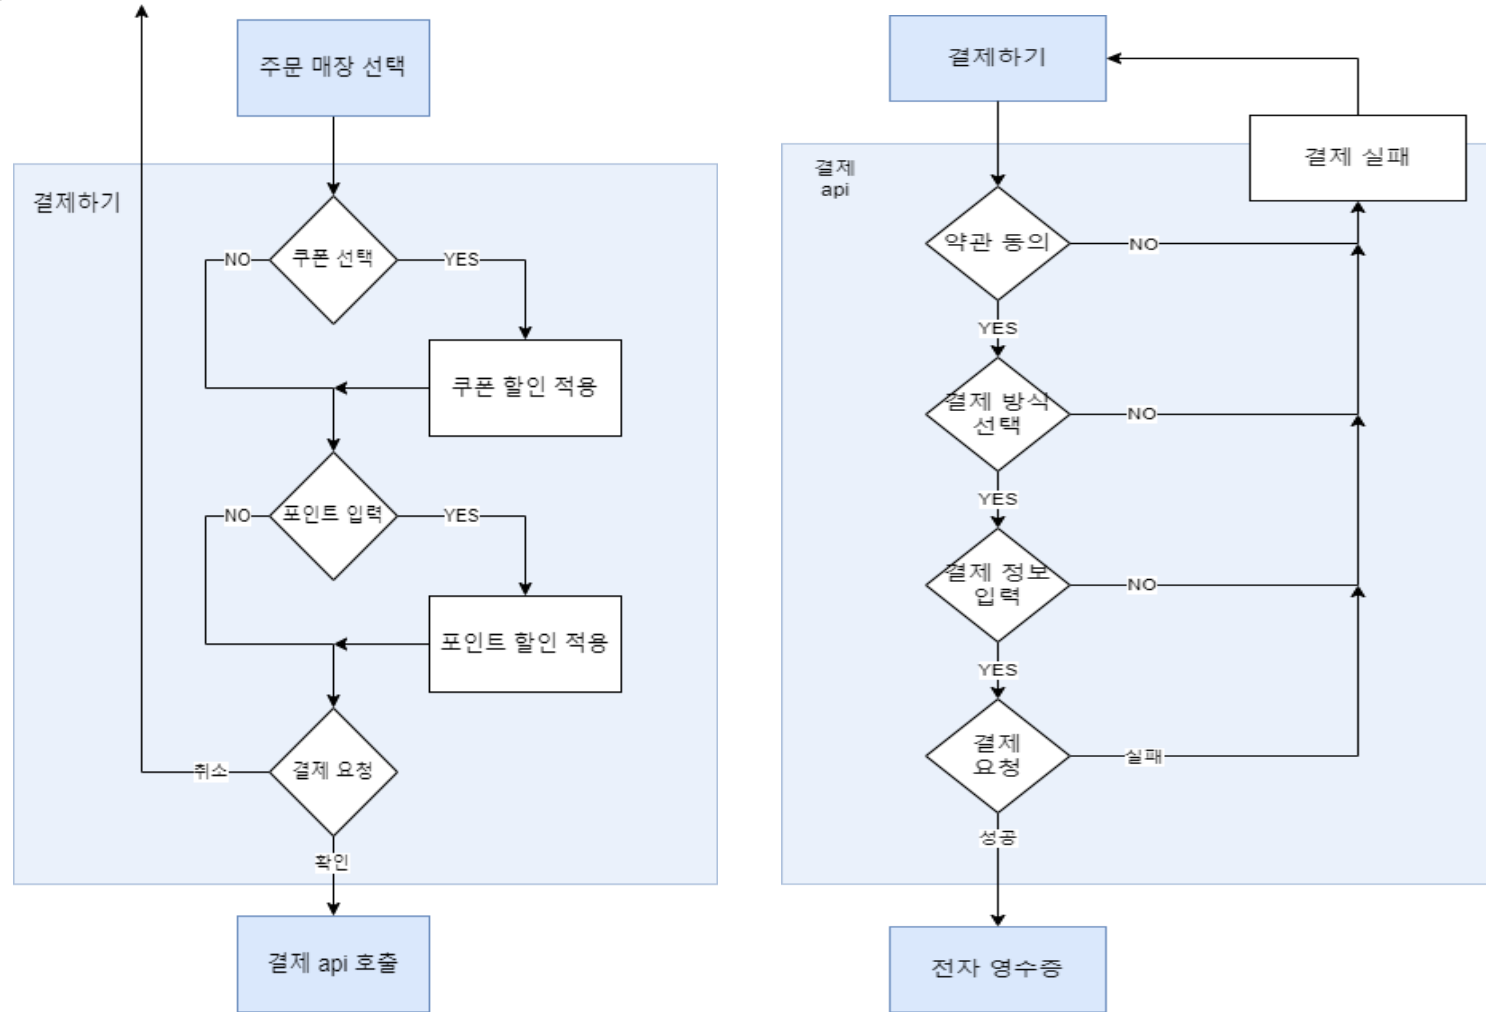 주문 매장 선택
결제하기
쿠폰 선택
NO
YES
쿠폰 할인 적용
포인트 입력
NO
YES
포인트 할인 적용
결제 요청
취소
확인
결제 api 호출
결제하기
결제 실패
결제
api
약관 동의
NO
YES
결제 방식
선택
NO
YES
결제 정보
입력
NO
YES
결제
요청
실패
성공
전자 영수증